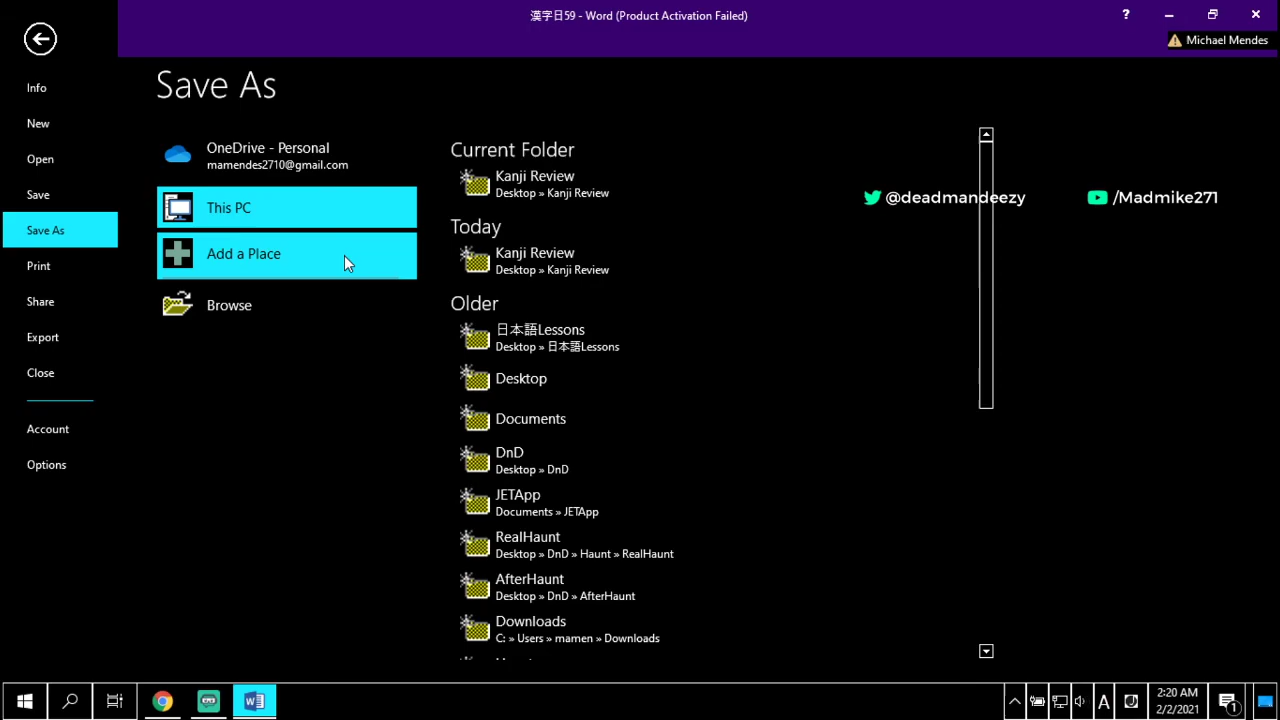 漢字日59 - Word (Product Activation Failed)
?
Michael Mendes
Info
New
Open
Save
Save As
Print
Share
Export
Close
Account
Options
Save As
OneDrive - Personal
mamendes2710@gmail.com
This PC
Add a Place
Browse
Current Folder
Kanji Review
Desktop » Kanji Review
Today
Kanji Review
Desktop » Kanji Review
Older
日本語Lessons
Desktop » 日本語Lessons
Desktop
Documents
DnD
Desktop » DnD
JETApp
Documents » JETApp
RealHaunt
Desktop » DnD » Haunt » RealHaunt
AfterHaunt
Desktop » DnD » AfterHaunt
Downloads
C: » Users » mamen » Downloads
@deadmandeezy
/Madmike271
A
2:20 AM
2/2/2021
1